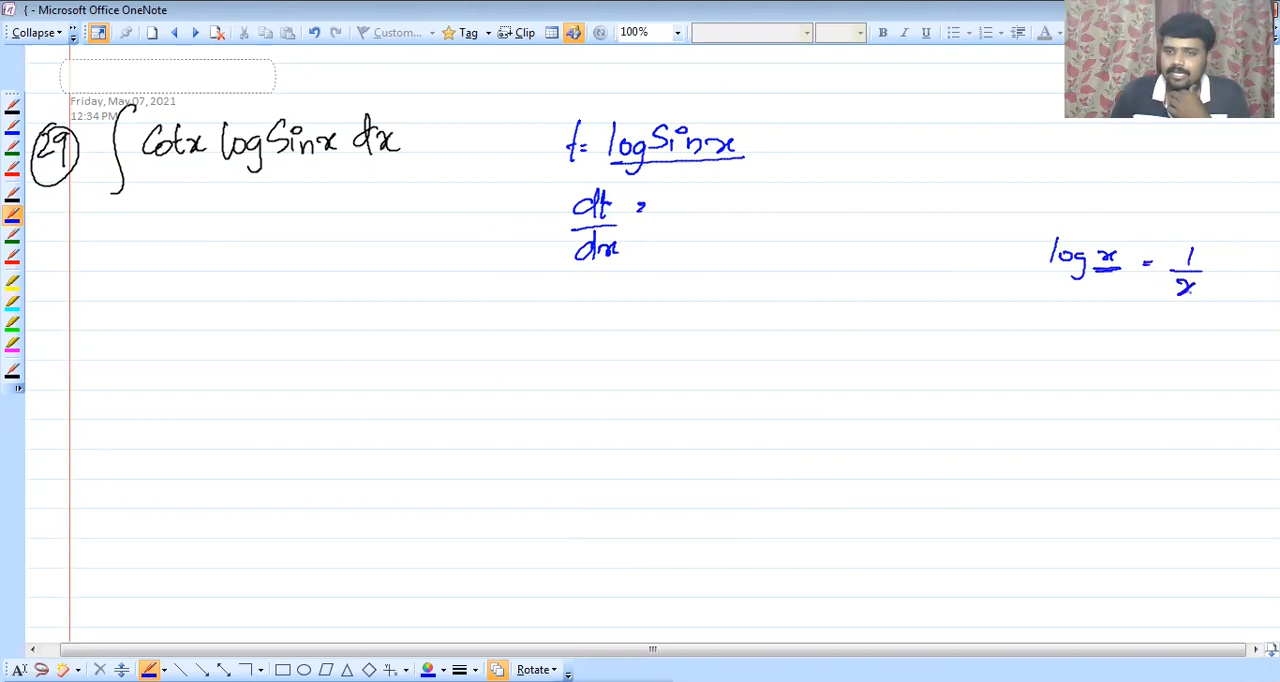 { - Microsoft Office OneNote
Collapse Custom... Tag Clip 100% B I U A
Friday, May 07, 2021
12:34 PM
29 ∫ Cotx log Sinx dx
t = log Sinx
dt/dx =
log x = 1/x
Rotate